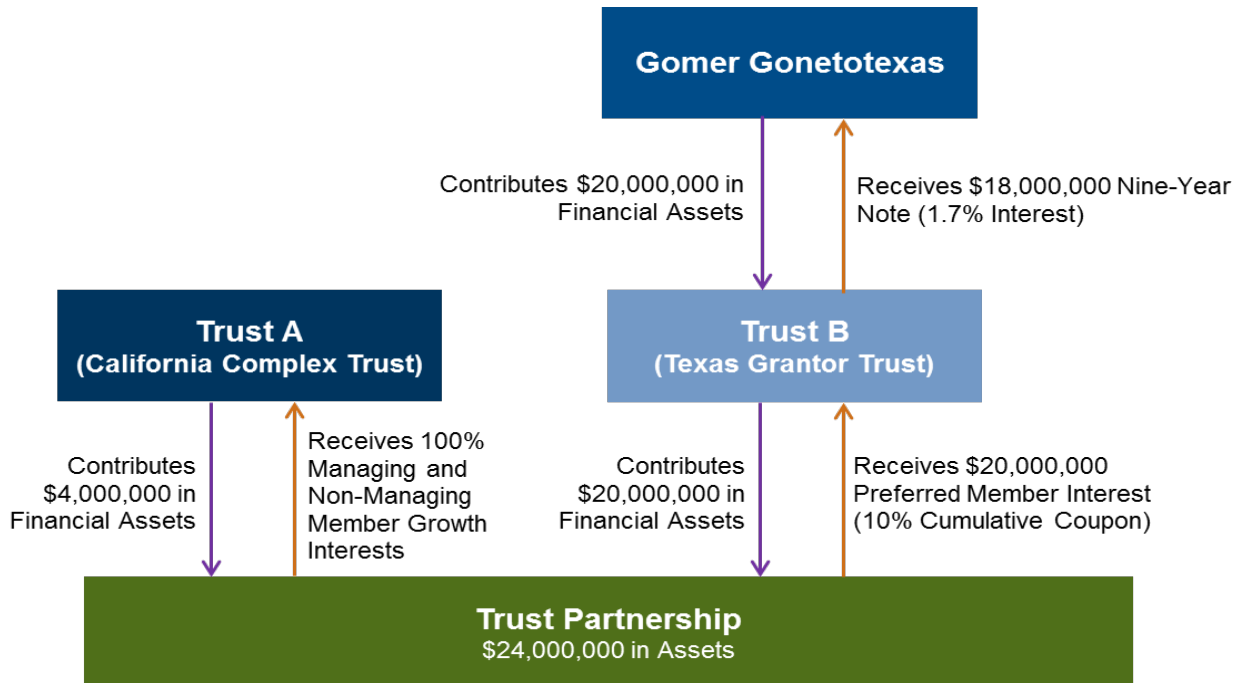 Gomer Gonetotexas
Contributes $20,000,000 in
Financial Assets
Receives $18,000,000 Nine-Year
Note (1.7% Interest)
Trust A
(California Complex Trust)
Trust B
(Texas Grantor Trust)
Contributes
$4,000,000 in
Financial Assets
Receives 100%
Managing and
Non-Managing
Member Growth
Interests
Contributes
$20,000,000 in
Financial Assets
Receives $20,000,000
Preferred Member Interest
(10% Cumulative Coupon)
Trust Partnership
$24,000,000 in Assets